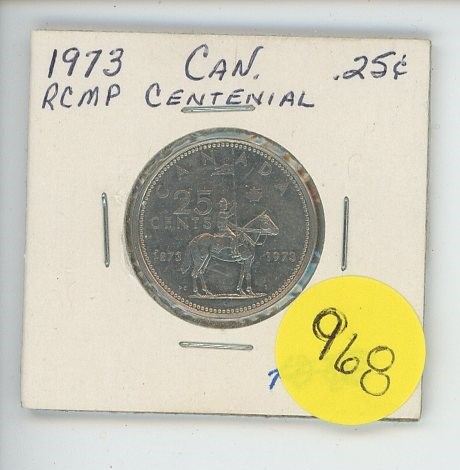 1973 CAN. .25¢
RCMP CENTENIAL
CANADA
25
CENTS
1873 1973
968